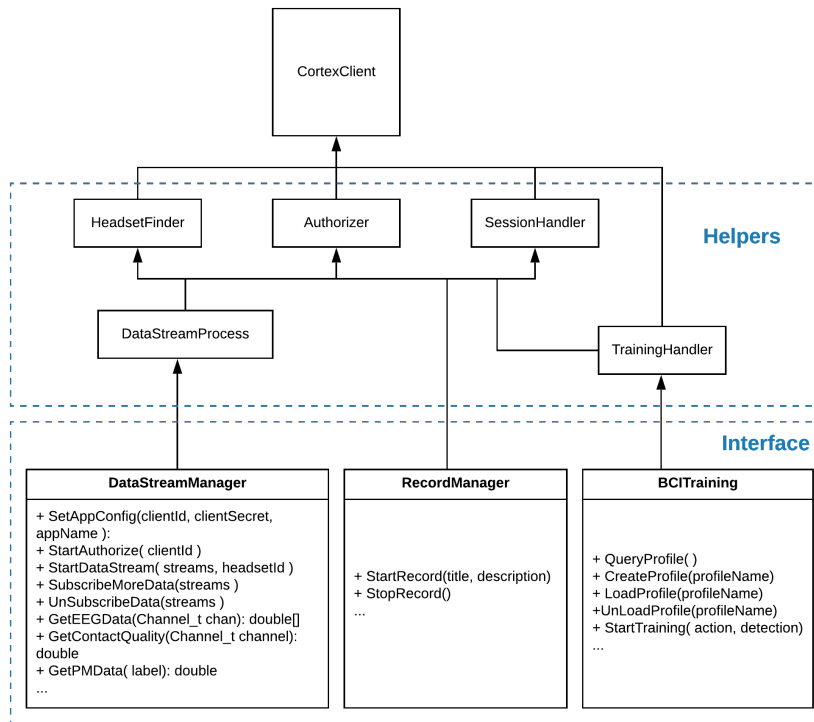 CortexClient
HeadsetFinder
Authorizer
SessionHandler
Helpers
DataStreamProcess
TrainingHandler
Interface
DataStreamManager
+ SetAppConfig(clientId, clientSecret,
appName ):
+ StartAuthorize( clientId )
+ StartDataStream( streams, headsetId )
+ SubscribeMoreData(streams )
+ UnSubscribeData(streams )
+ GetEEGData(Channel_t chan): double[]
+ GetContactQuality(Channel_t channel):
double
+ GetPMData( label): double
...
RecordManager
+ StartRecord(title, description)
+ StopRecord()
...
BCITraining
+ QueryProfile( )
+ CreateProfile(profileName)
+ LoadProfile(profileName)
+UnLoadProfile(profileName)
+ StartTraining( action, detection)
...